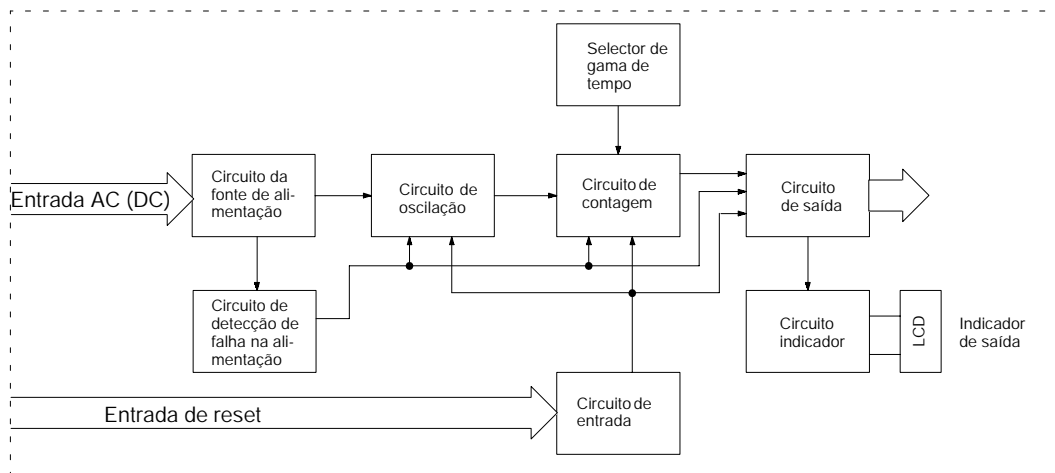 Selector de
gama de
tempo
Entrada AC (DC)
Circuito da
fonte de ali-
mentação
Circuito de
oscilação
Circuito de
contagem
Circuito
de saída
Circuito de
detecção de
falha na ali-
mentação
Circuito
indicador
LCD
Indicador
de saída
Entrada de reset
Circuito de
entrada